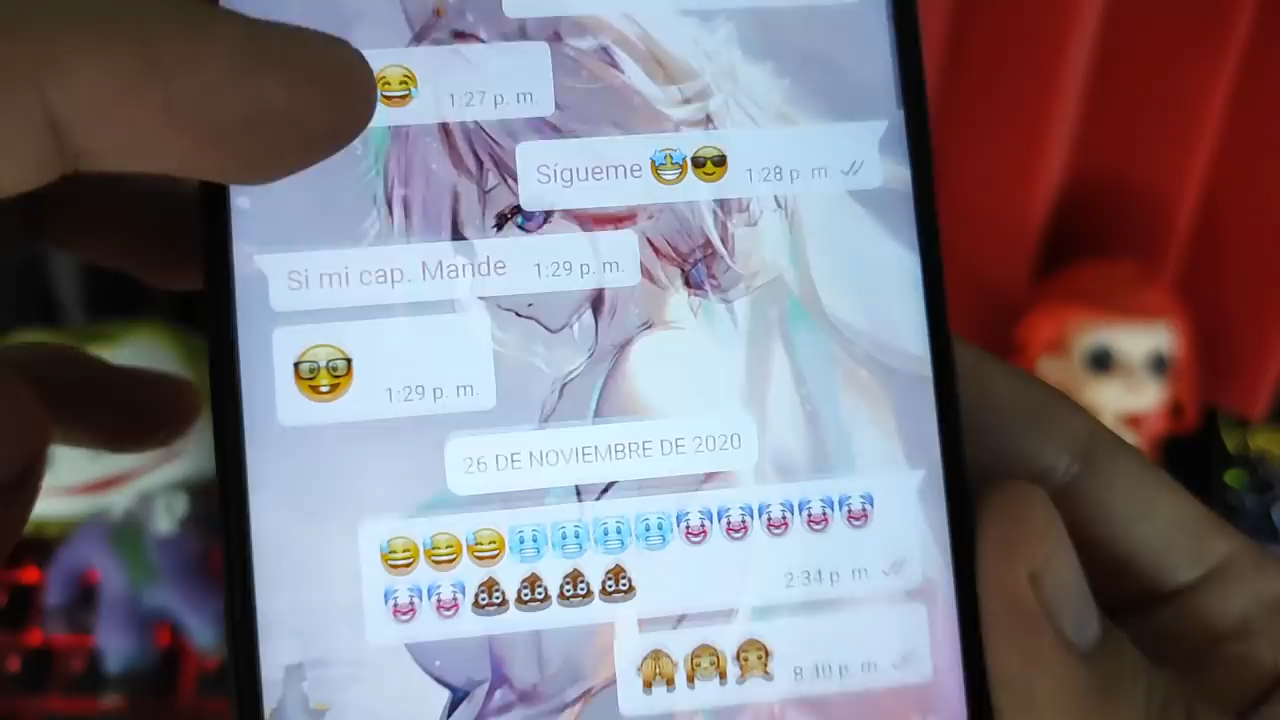 😂 1:27 p. m.
Sígueme 🤩😎 1:28 p. m.
Si mi cap. Mande 1:29 p. m.
🤓 1:29 p. m.
26 DE NOVIEMBRE DE 2020
😅😅😅🥶🥶🥶🥶🤡🤡🤡🤡🤡
🤡🤡💩💩💩💩 2:34 p. m.
🙈🙉🙊 8:40 p. m.